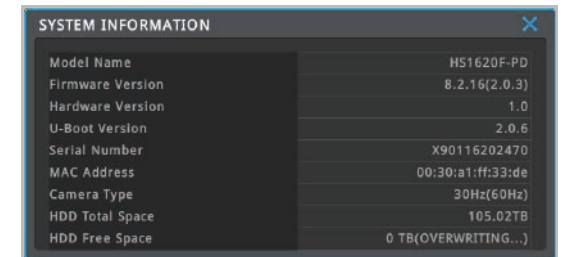 SYSTEM INFORMATION
Model Name HS1620F-PD
Firmware Version 8.2.16(2.0.3)
Hardware Version 1.0
U-Boot Version 2.0.6
Serial Number X90116202470
MAC Address 00:30:a1:ff:33:de
Camera Type 30Hz(60Hz)
HDD Total Space 105.02TB
HDD Free Space 0 TB(OVERWRITING...)